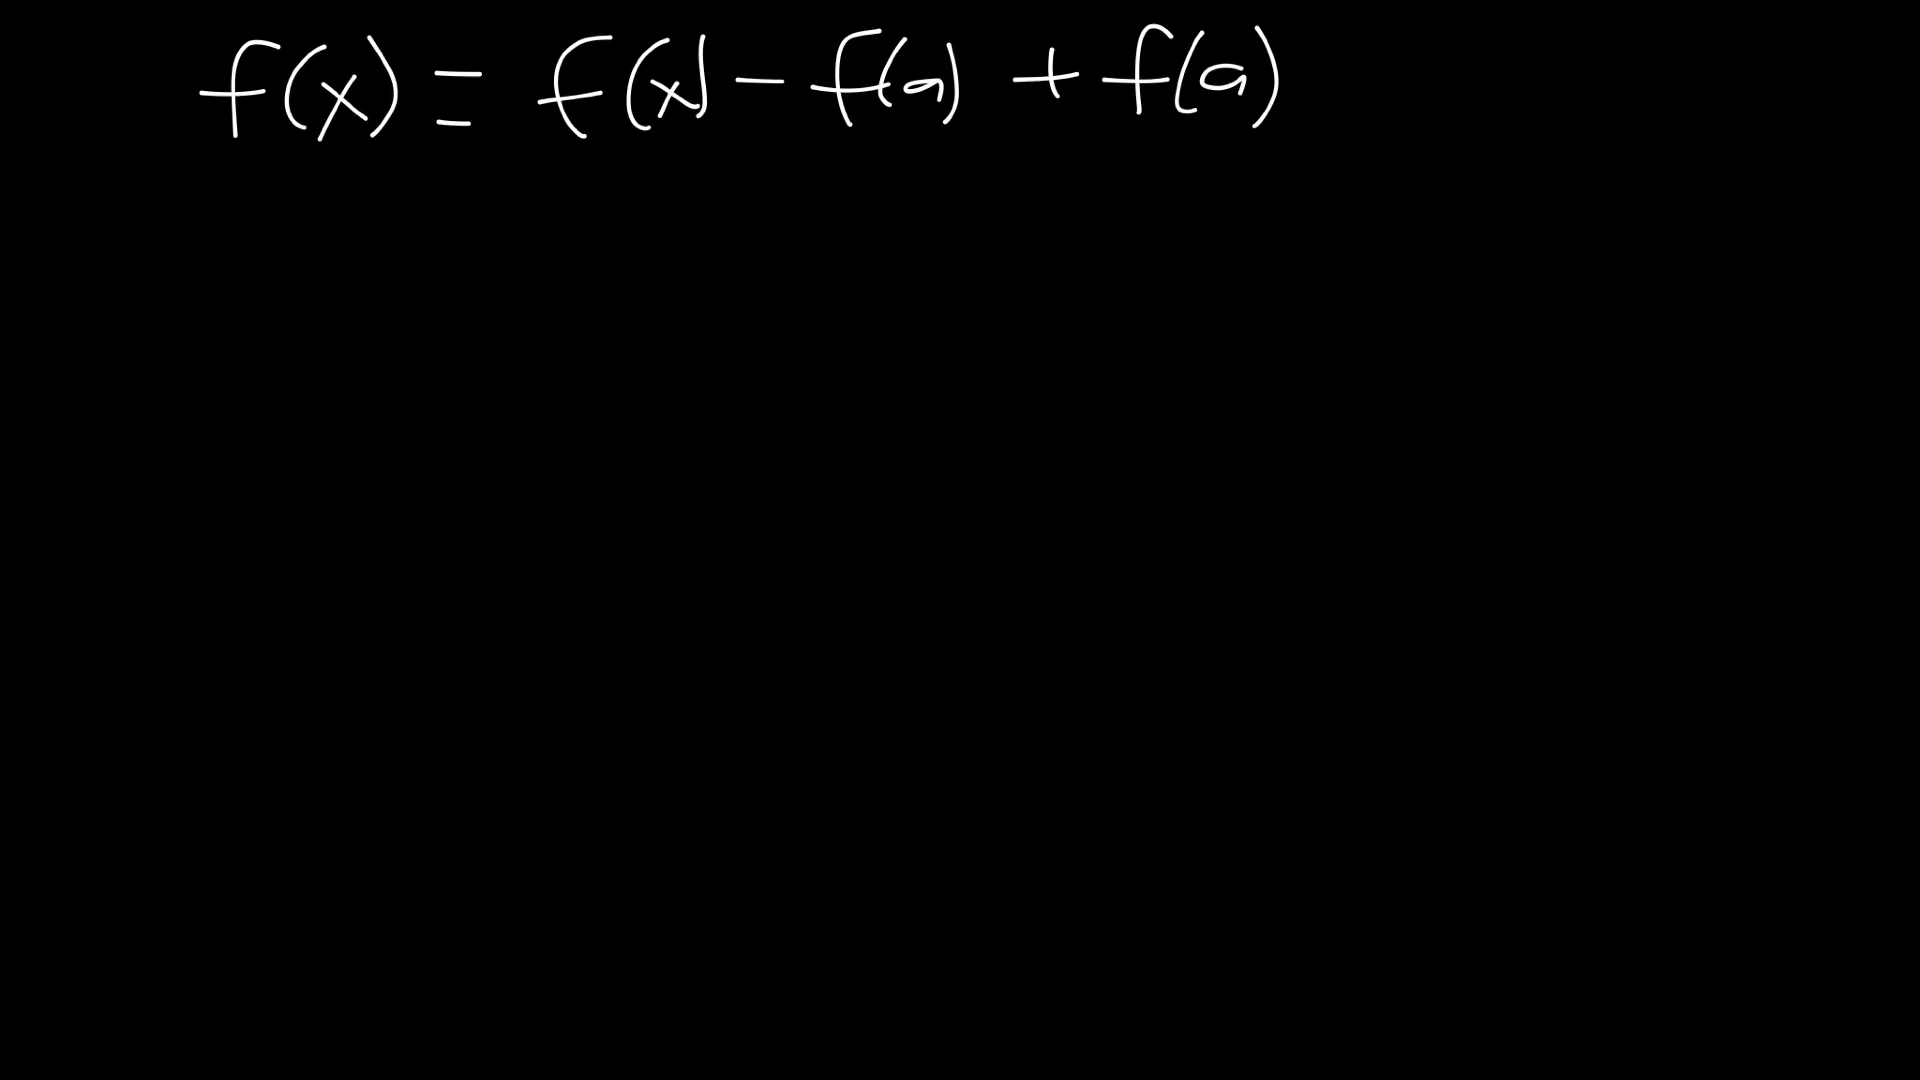 f(x) = f(x) - f(a) + f(a)